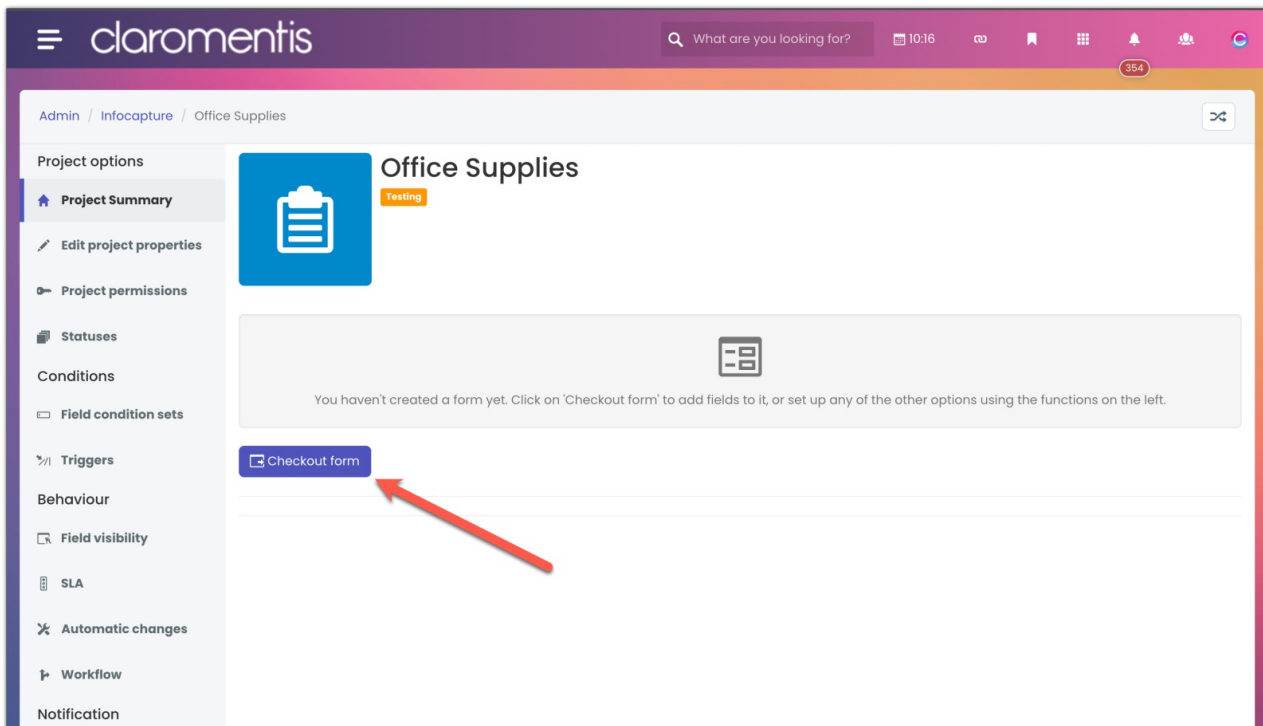 claromentis
What are you looking for?
10:16
354
Admin / Infocapture / Office Supplies
Project options
Project Summary
Edit project properties
Project permissions
Statuses
Conditions
Field condition sets
Triggers
Behaviour
Field visibility
SLA
Automatic changes
Workflow
Notification
Office Supplies
Testing
You haven't created a form yet. Click on 'Checkout form' to add fields to it, or set up any of the other options using the functions on the left.
Checkout form